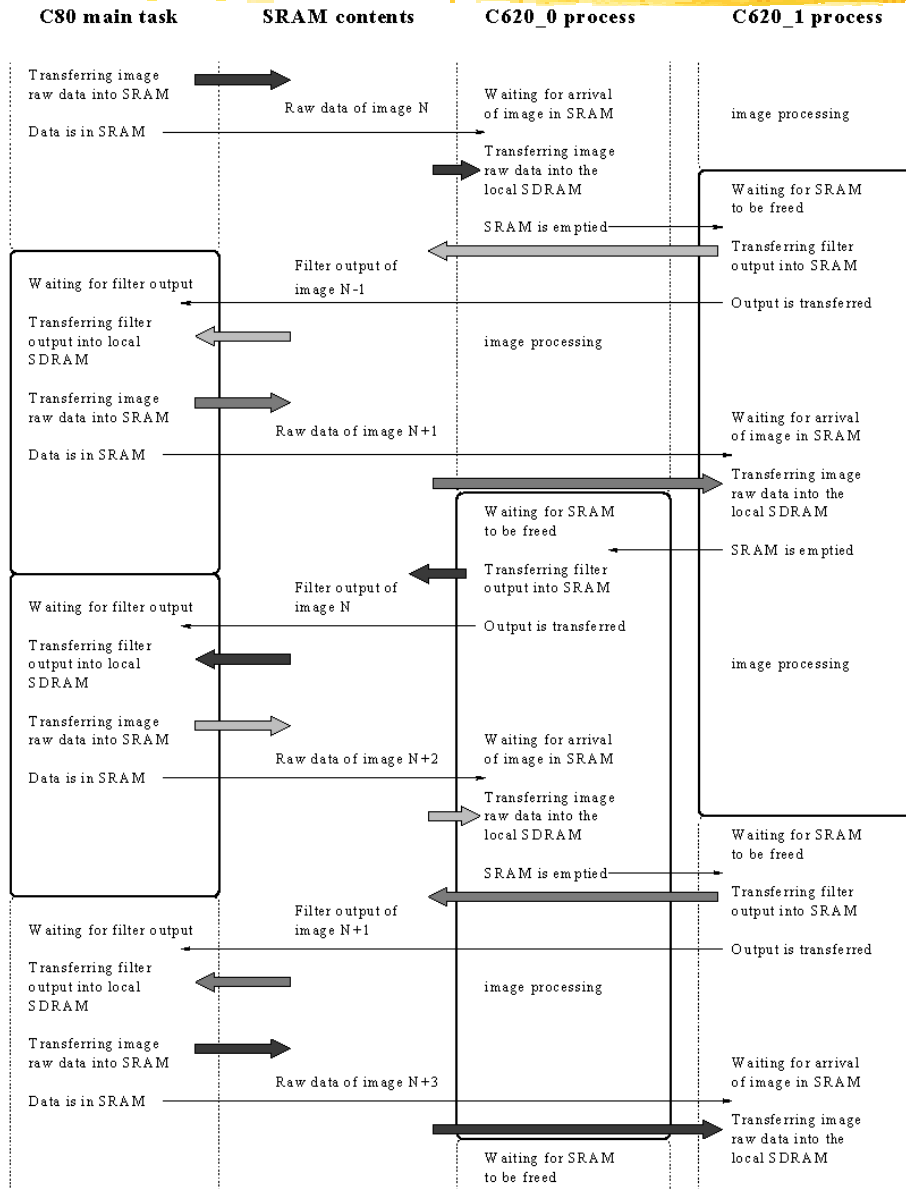 C80 main task SRAM contents C620_0 process C620_1 process
Transferring image
raw data into SRAM
Raw data of image N
Waiting for arrival
of image in SRAM
image processing
Data is in SRAM
Transferring image
raw data into the
local SDRAM
Waiting for SRAM
to be freed
SRAM is emptied
Transferring filter
output into SRAM
Filter output of
image N-1
Waiting for filter output
Output is transferred
Transferring filter
output into local
SDRAM
image processing
Transferring image
raw data into SRAM
Raw data of image N+1
Waiting for arrival
of image in SRAM
Data is in SRAM
Transferring image
raw data into the
local SDRAM
Waiting for SRAM
to be freed
SRAM is emptied
Transferring filter
output into SRAM
Filter output of
image N
Waiting for filter output
Output is transferred
Transferring filter
output into local
SDRAM
image processing
Transferring image
raw data into SRAM
Raw data of image N+2
Waiting for arrival
of image in SRAM
Data is in SRAM
Transferring image
raw data into the
local SDRAM
Waiting for SRAM
to be freed
SRAM is emptied
Transferring filter
output into SRAM
Filter output of
image N+1
Waiting for filter output
Output is transferred
Transferring filter
output into local
SDRAM
image processing
Transferring image
raw data into SRAM
Raw data of image N+3
Waiting for arrival
of image in SRAM
Data is in SRAM
Transferring image
raw data into the
local SDRAM
Waiting for SRAM
to be freed